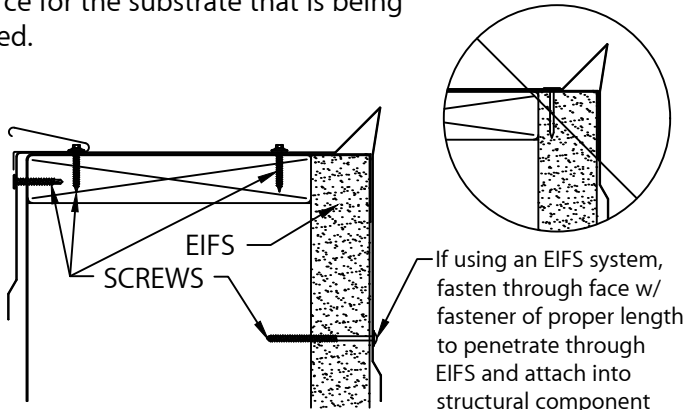 ce for the substrate that is being
ed.
EIFS
SCREWS
If using an EIFS system,
fasten through face w/
fastener of proper length
to penetrate through
EIFS and attach into
structural component